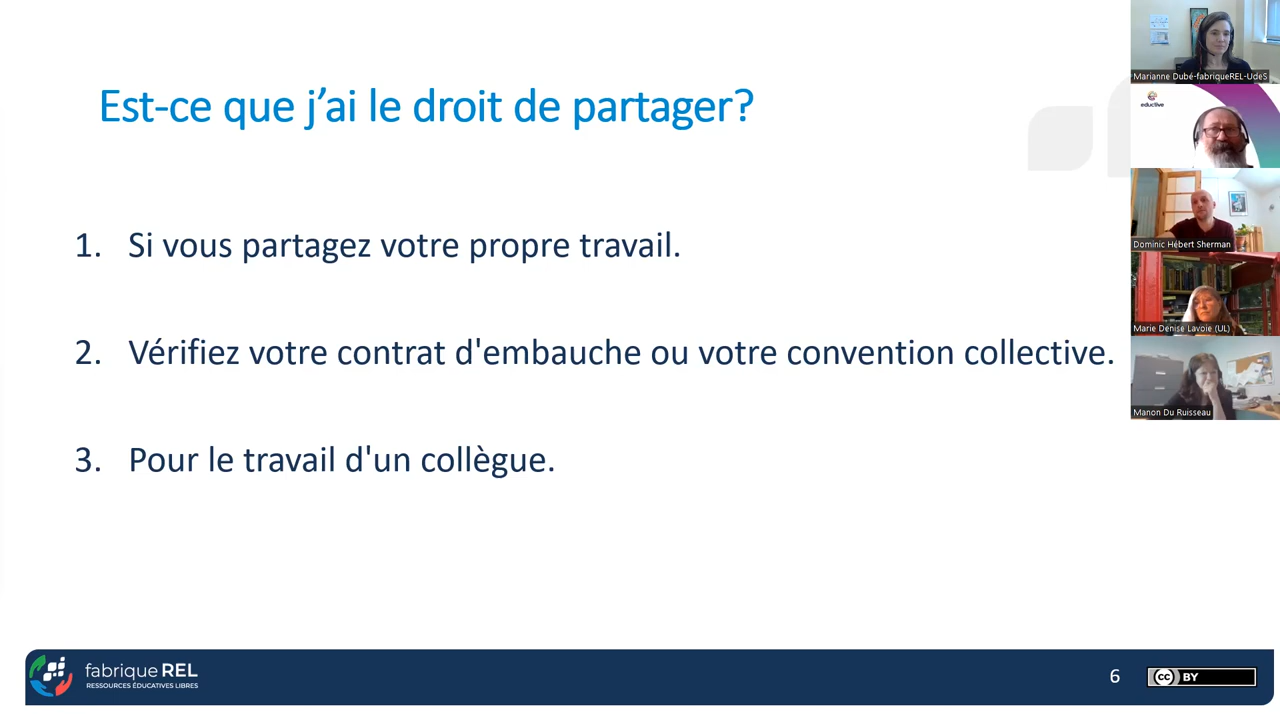 Est-ce que j’ai le droit de partager?
1. Si vous partagez votre propre travail.
2. Vérifiez votre contrat d'embauche ou votre convention collective.
3. Pour le travail d'un collègue.
Marianne Dubé-fabriqueREL-UdeS
eductive
Dominic Hébert Sherman
Marie Denise Lavoie (UL)
Manon Du Ruisseau
fabrique REL
RESSOURCES ÉDUCATIVES LIBRES
6
cc BY